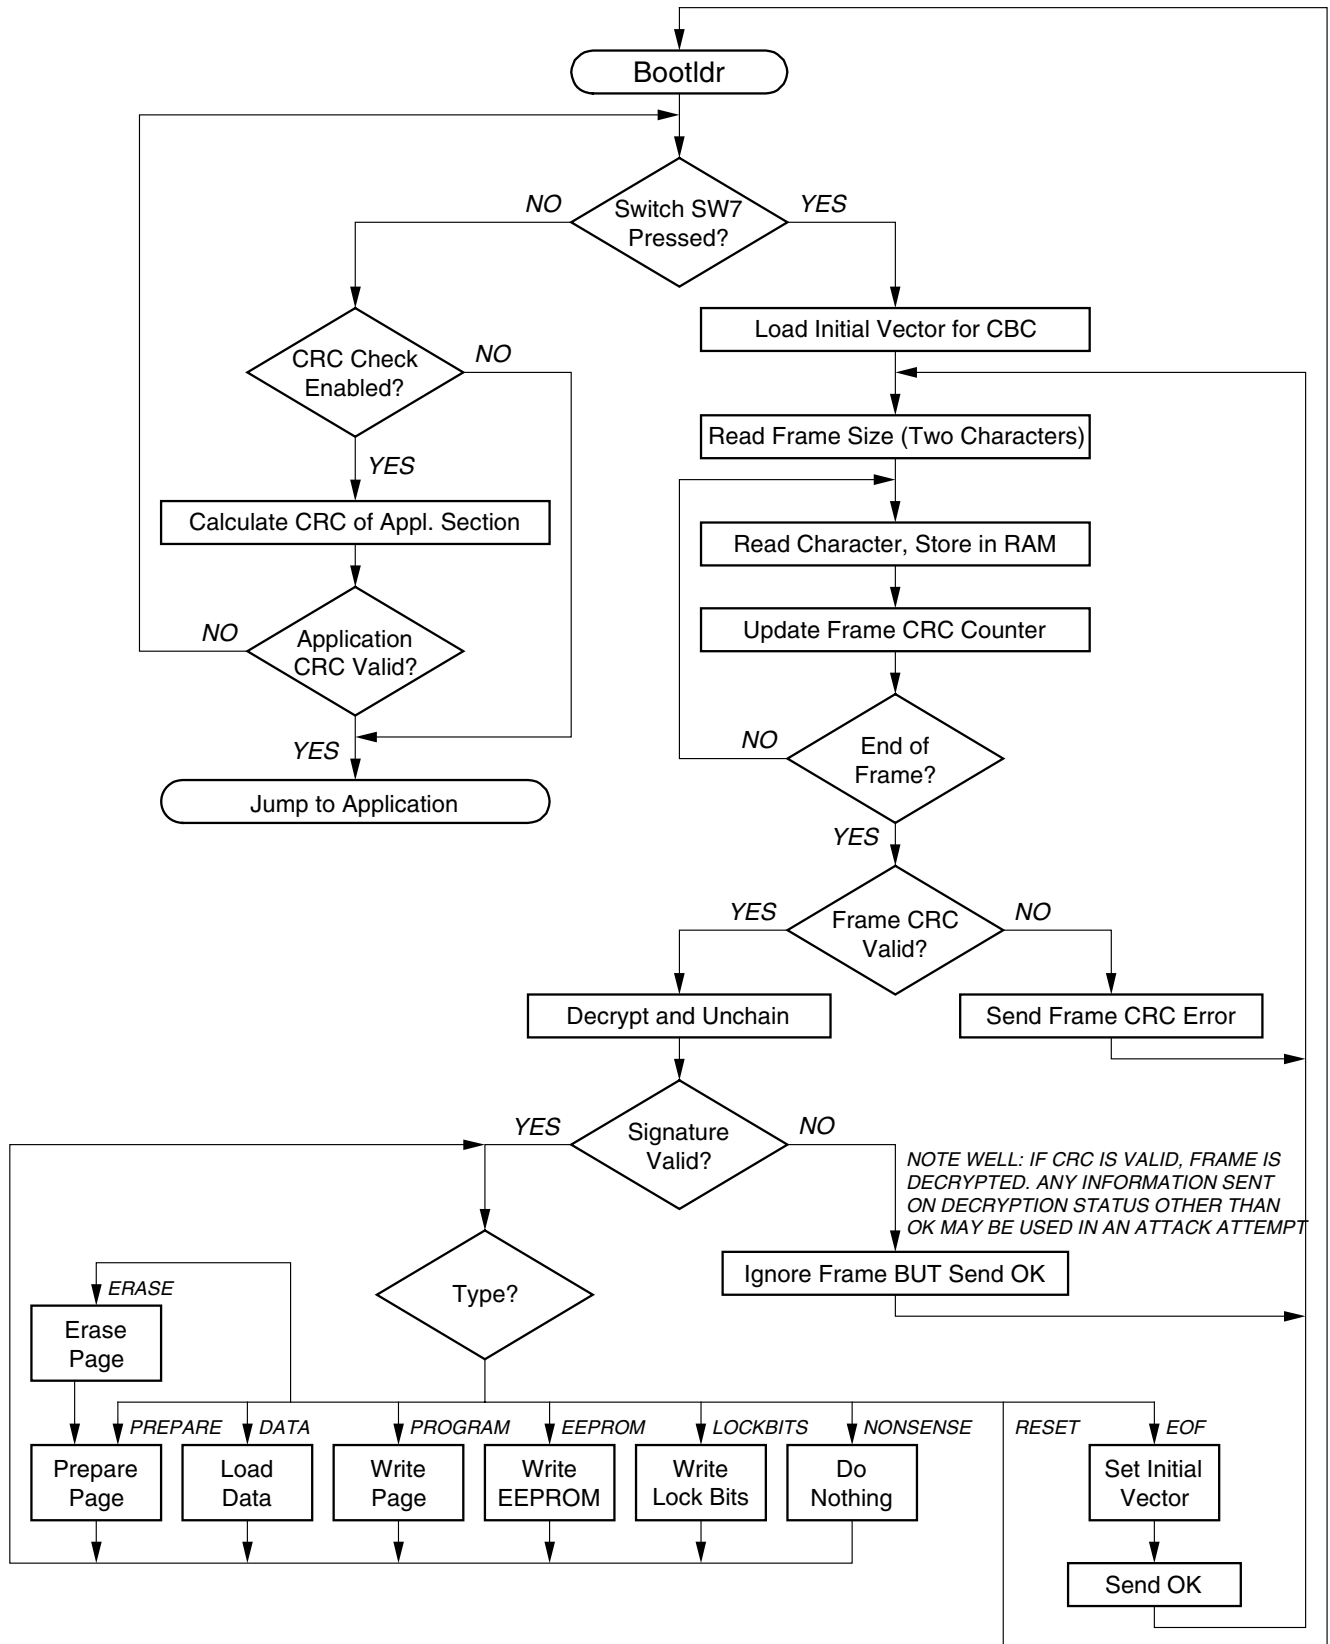 Bootldr
NO
Switch SW7
Pressed?
YES
Load Initial Vector for CBC
CRC Check
Enabled?
NO
Read Frame Size (Two Characters)
YES
Calculate CRC of Appl. Section
Read Character, Store in RAM
Update Frame CRC Counter
NO
Application
CRC Valid?
YES
NO
End of
Frame?
Jump to Application
YES
YES
Frame CRC
Valid?
NO
Decrypt and Unchain
Send Frame CRC Error
YES
Signature
Valid?
NO
NOTE WELL: IF CRC IS VALID, FRAME IS
DECRYPTED. ANY INFORMATION SENT
ON DECRYPTION STATUS OTHER THAN
OK MAY BE USED IN AN ATTACK ATTEMPT
Ignore Frame BUT Send OK
ERASE
Type?
Erase
Page
PREPARE
DATA
PROGRAM
EEPROM
LOCKBITS
NONSENSE
RESET
EOF
Prepare
Page
Load
Data
Write
Page
Write
EEPROM
Write
Lock Bits
Do
Nothing
Set Initial
Vector
Send OK